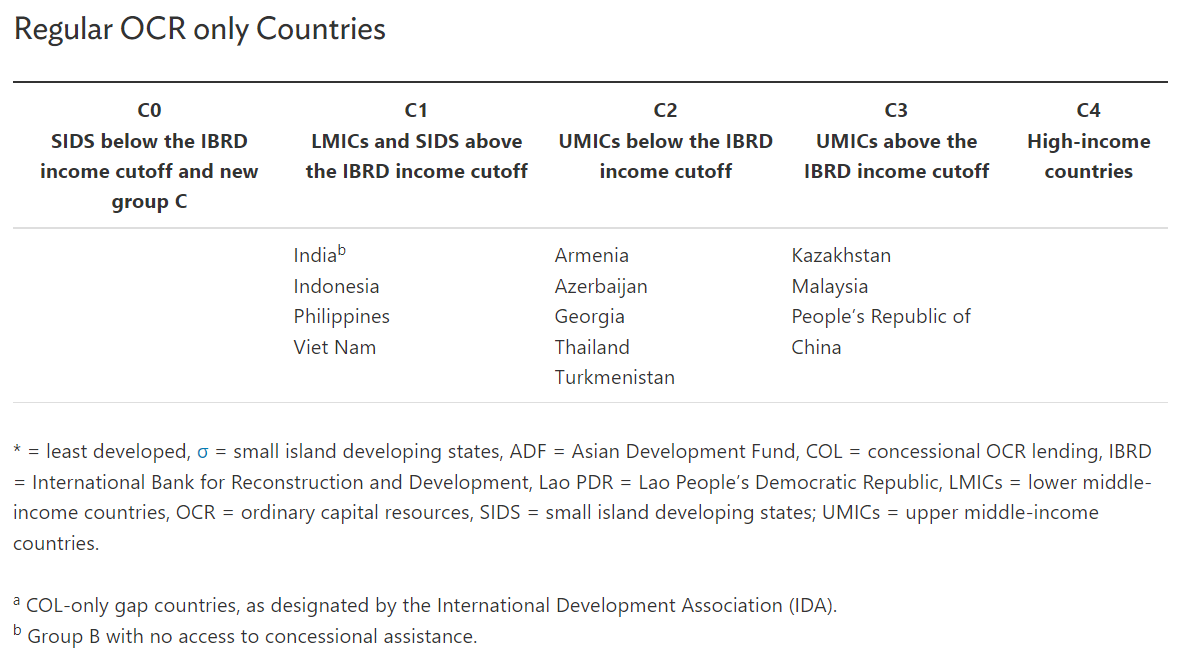 Regular OCR only Countries
C0
SIDS below the IBRD
income cutoff and new
group C
C1
LMICs and SIDS above
the IBRD income cutoff
C2
UMICs below the IBRD
income cutoff
C3
UMICs above the
IBRD income cutoff
C4
High-income
countries
Indiaᵇ
Indonesia
Philippines
Viet Nam
Armenia
Azerbaijan
Georgia
Thailand
Turkmenistan
Kazakhstan
Malaysia
People’s Republic of
China
* = least developed, σ = small island developing states, ADF = Asian Development Fund, COL = concessional OCR lending, IBRD
= International Bank for Reconstruction and Development, Lao PDR = Lao People’s Democratic Republic, LMICs = lower middle-
income countries, OCR = ordinary capital resources, SIDS = small island developing states; UMICs = upper middle-income
countries.
ᵃ COL-only gap countries, as designated by the International Development Association (IDA).
ᵇ Group B with no access to concessional assistance.